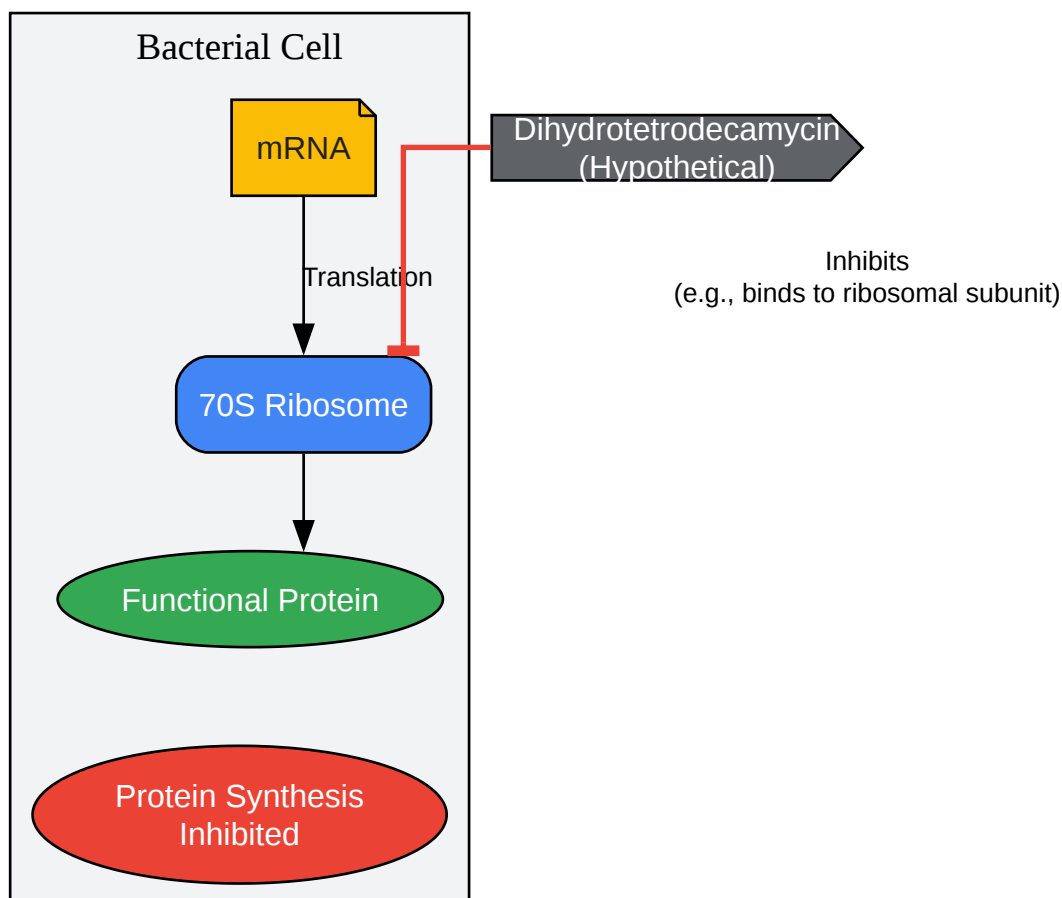 Bacterial Cell
mRNA
Dihydrotetrodecamycin
(Hypothetical)
Translation
Inhibits
(e.g., binds to ribosomal subunit)
70S Ribosome
Functional Protein
Protein Synthesis
Inhibited